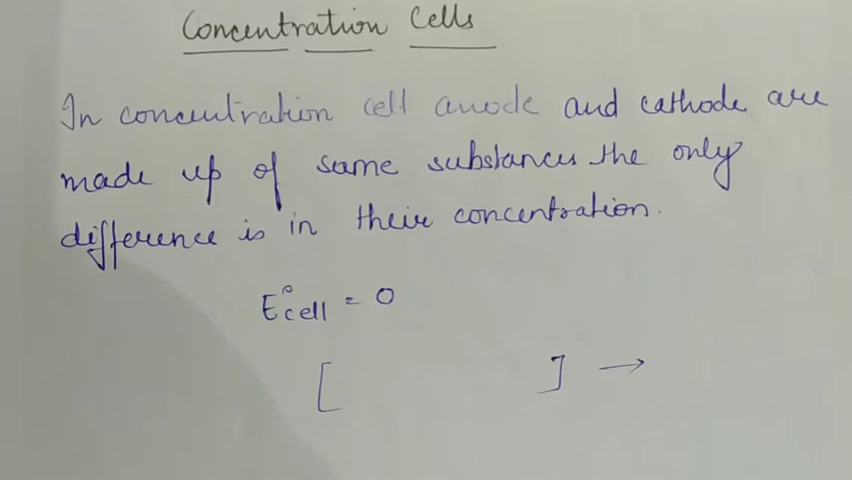 Concentration Cells
In concentration cell anode and cathode are
made up of same substances the only
difference is in their concentration.
E°cell = 0
[ ] →